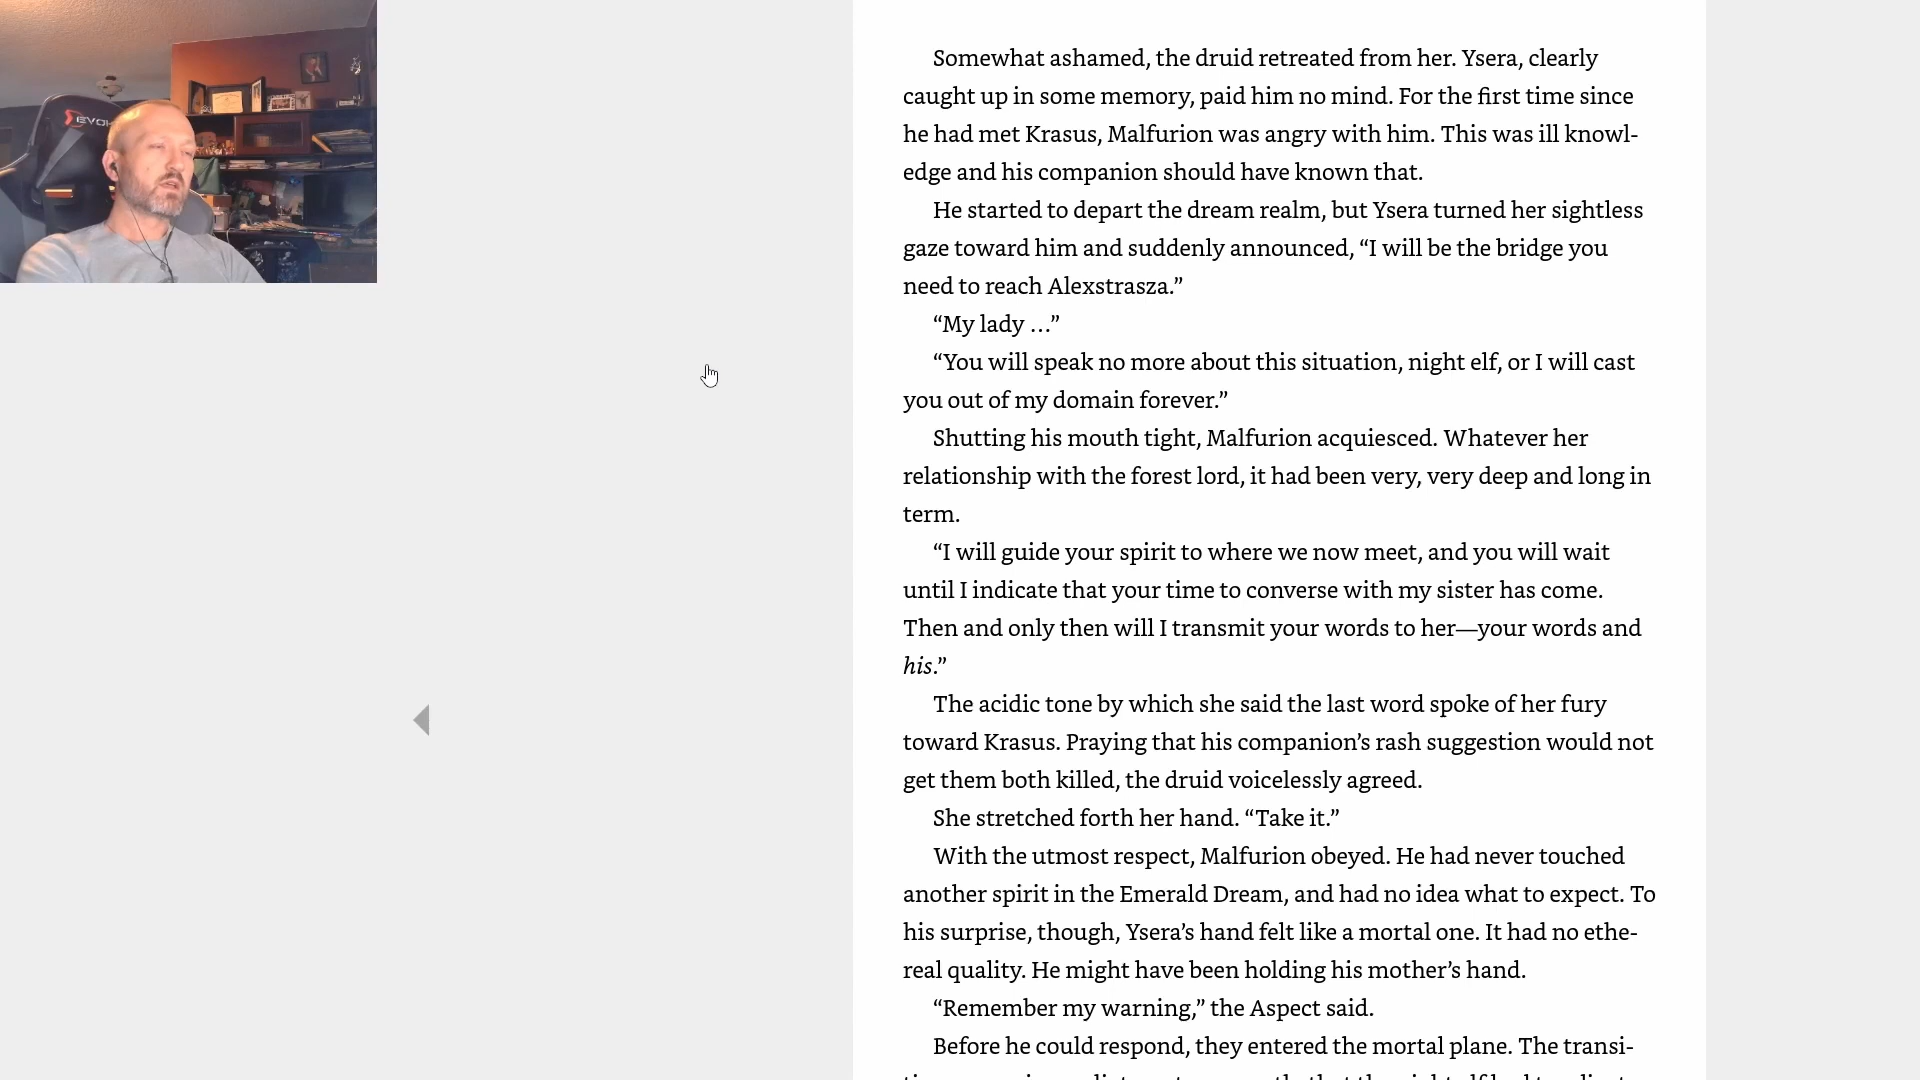 EVO
Somewhat ashamed, the druid retreated from her. Ysera, clearly
caught up in some memory, paid him no mind. For the first time since
he had met Krasus, Malfurion was angry with him. This was ill knowl-
edge and his companion should have known that.
He started to depart the dream realm, but Ysera turned her sightless
gaze toward him and suddenly announced, “I will be the bridge you
need to reach Alexstrasza.”
“My lady …”
“You will speak no more about this situation, night elf, or I will cast
you out of my domain forever.”
Shutting his mouth tight, Malfurion acquiesced. Whatever her
relationship with the forest lord, it had been very, very deep and long in
term.
“I will guide your spirit to where we now meet, and you will wait
until I indicate that your time to converse with my sister has come.
Then and only then will I transmit your words to her—your words and
his.”
The acidic tone by which she said the last word spoke of her fury
toward Krasus. Praying that his companion’s rash suggestion would not
get them both killed, the druid voicelessly agreed.
She stretched forth her hand. “Take it.”
With the utmost respect, Malfurion obeyed. He had never touched
another spirit in the Emerald Dream, and had no idea what to expect. To
his surprise, though, Ysera’s hand felt like a mortal one. It had no ethe-
real quality. He might have been holding his mother’s hand.
“Remember my warning,” the Aspect said.
Before he could respond, they entered the mortal plane. The transi-